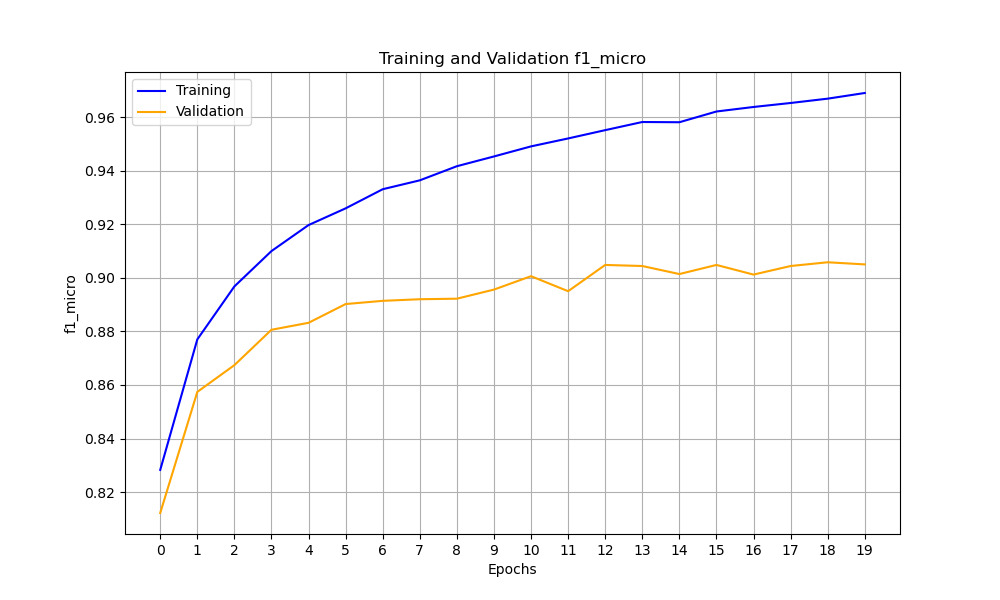 Training and Validation f1_micro
Training
Validation
0.96
0.94
0.92
0.90
0.88
0.86
0.84
0.82
f1_micro
0 1 2 3 4 5 6 7 8 9 10 11 12 13 14 15 16 17 18 19
Epochs